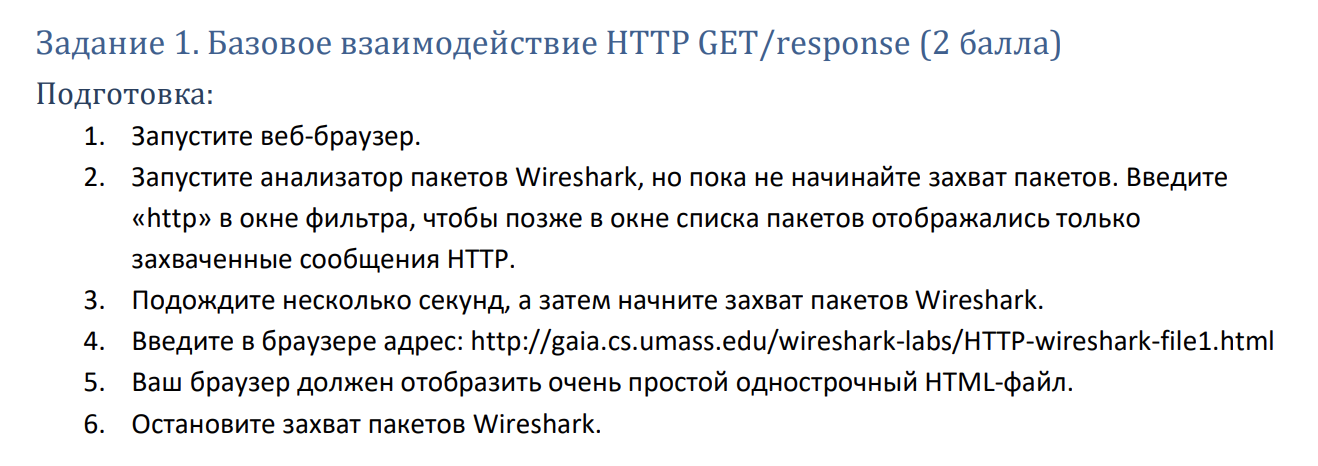 Задание 1. Базовое взаимодействие HTTP GET/response (2 балла)
Подготовка:
1. Запустите веб-браузер.
2. Запустите анализатор пакетов Wireshark, но пока не начинайте захват пакетов. Введите
«http» в окне фильтра, чтобы позже в окне списка пакетов отображались только
захваченные сообщения HTTP.
3. Подождите несколько секунд, а затем начните захват пакетов Wireshark.
4. Введите в браузере адрес: http://gaia.cs.umass.edu/wireshark-labs/HTTP-wireshark-file1.html
5. Ваш браузер должен отобразить очень простой однострочный HTML-файл.
6. Остановите захват пакетов Wireshark.